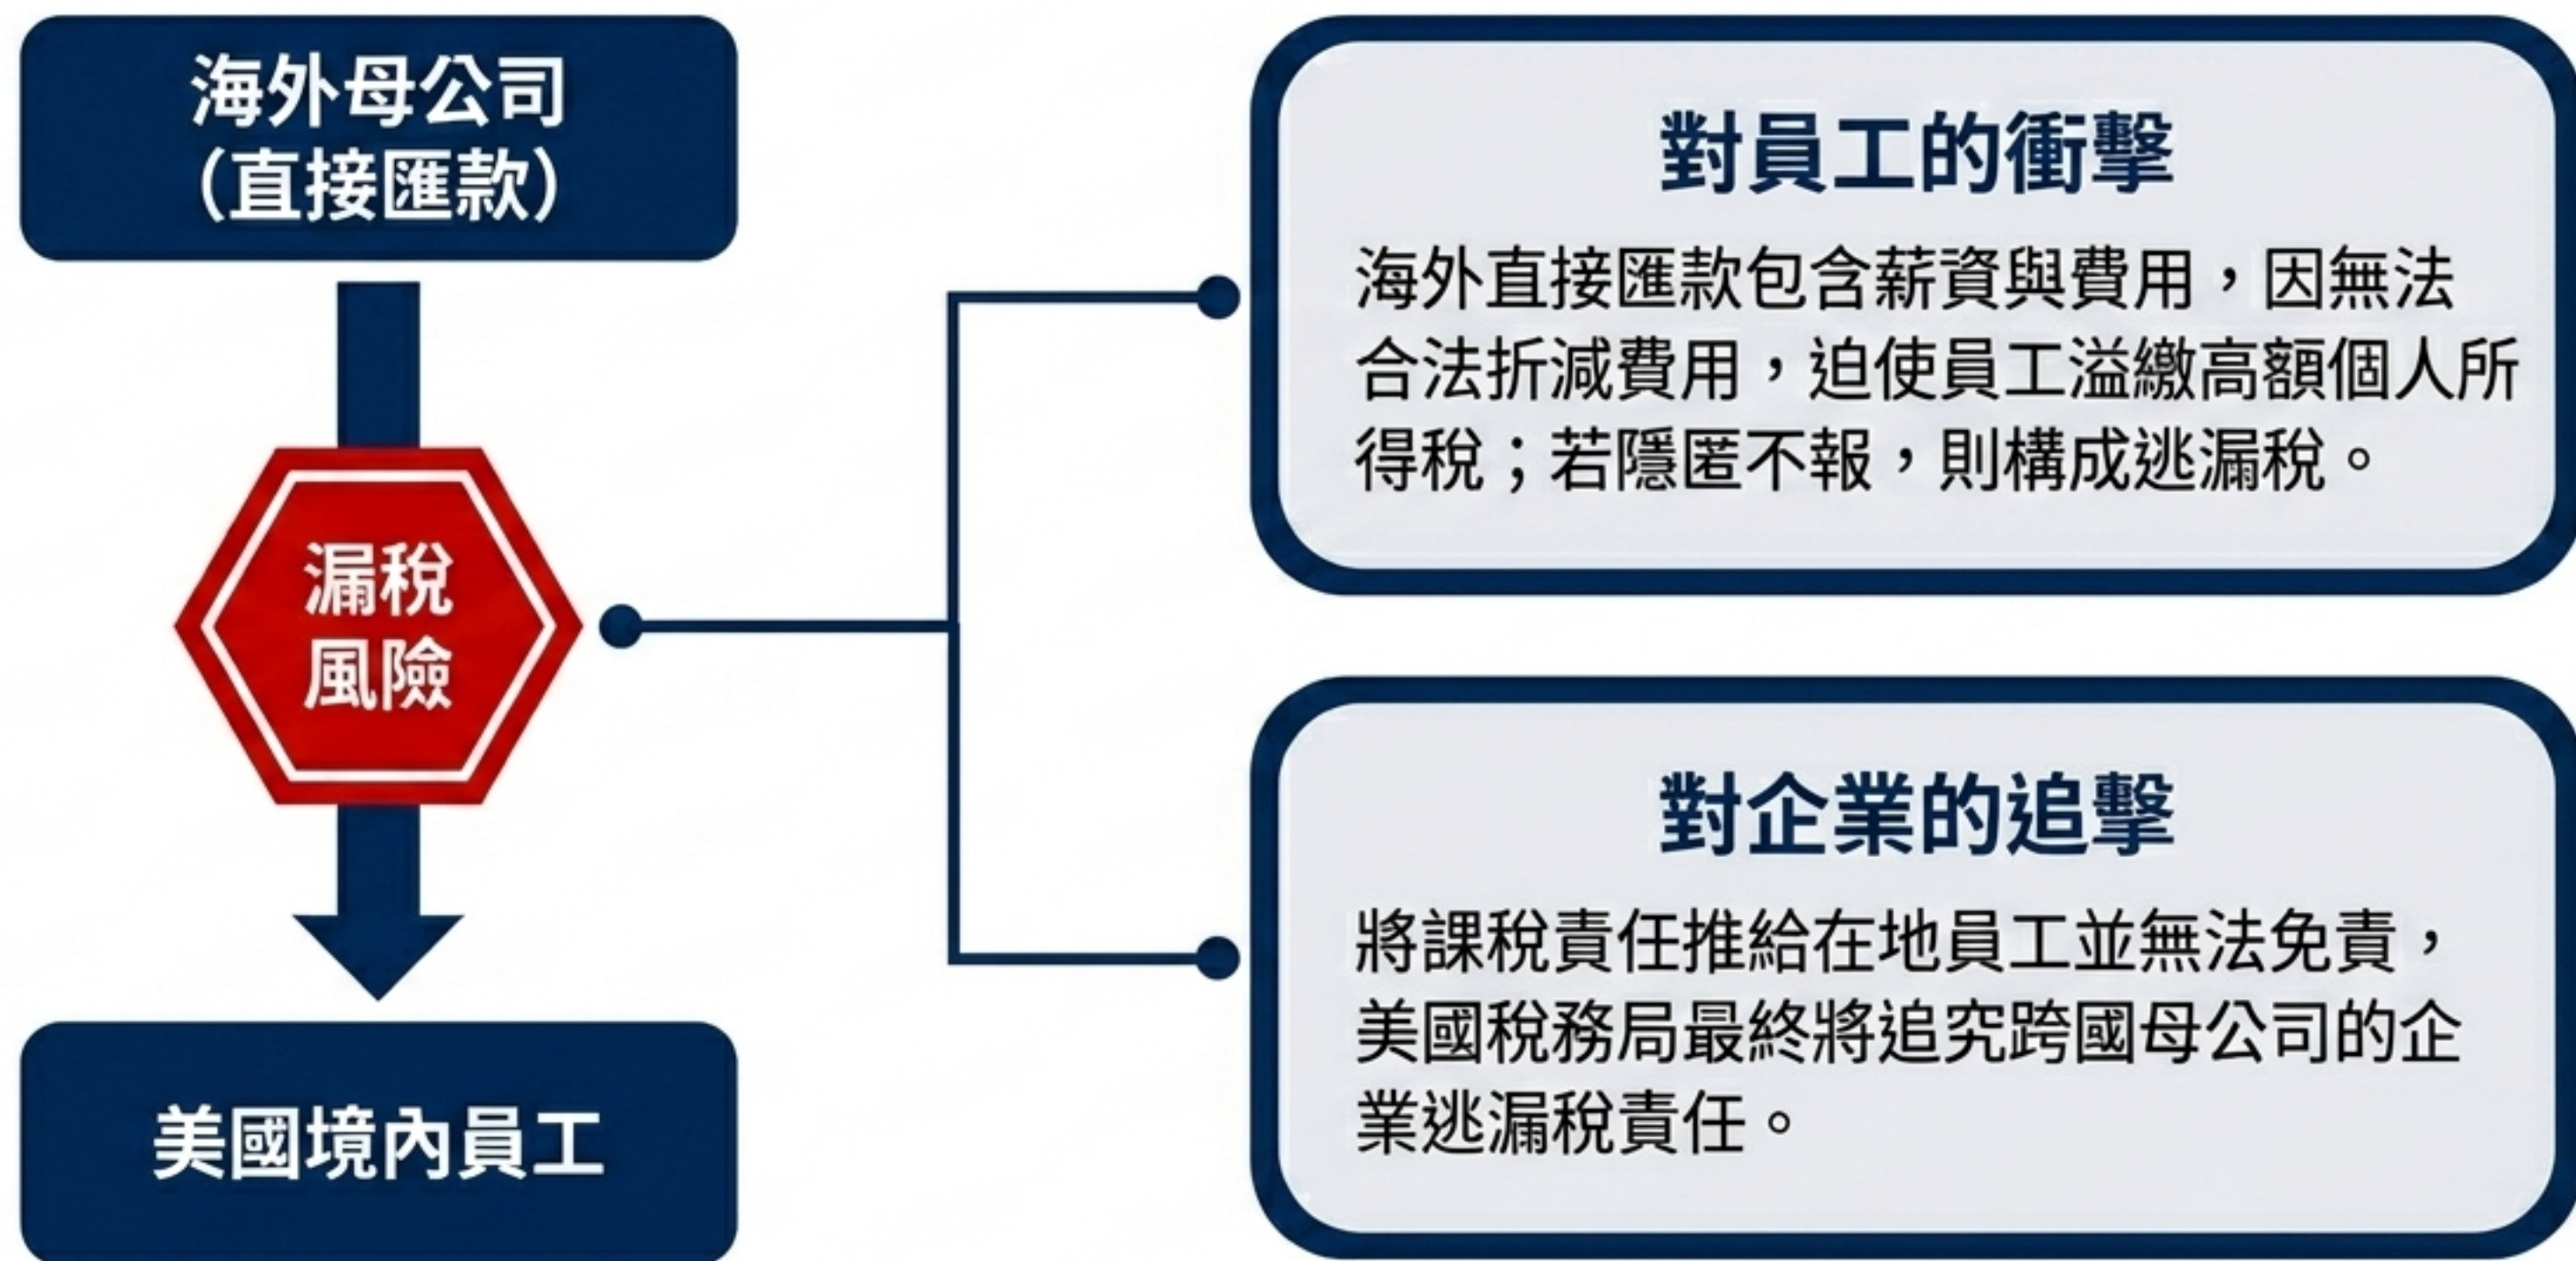 海外母公司
（直接匯款）
漏稅
風險
美國境內員工
對員工的衝擊
海外直接匯款包含薪資與費用，因無法
合法折減費用，迫使員工溢繳高額個人所
得稅；若隱匿不報，則構成逃漏稅。
對企業的追擊
將課稅責任推給在地員工並無法免責，
美國稅務局最終將追究跨國母公司的企
業逃漏稅責任。